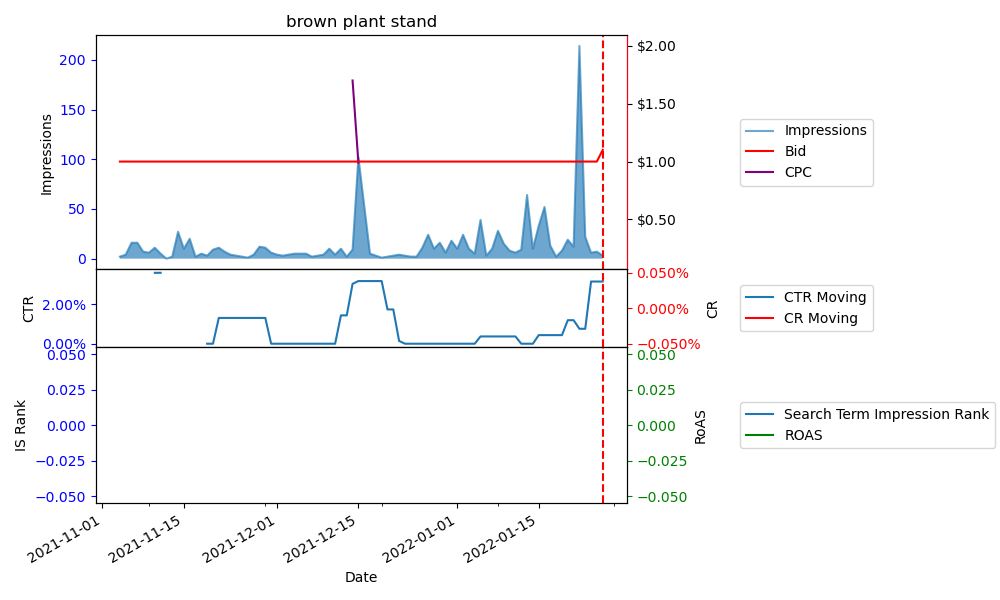 brown plant stand
Impressions
200
150
100
50
0
$2.00
$1.50
$1.00
$0.50
Impressions
Bid
CPC
CTR
2.00%
0.00%
0.050%
0.000%
−0.050%
CR
CTR Moving
CR Moving
IS Rank
0.050
0.025
0.000
−0.025
−0.050
0.050
0.025
0.000
−0.025
−0.050
RoAS
Search Term Impression Rank
ROAS
2021-11-01
2021-11-15
2021-12-01
2021-12-15
2022-01-01
2022-01-15
Date